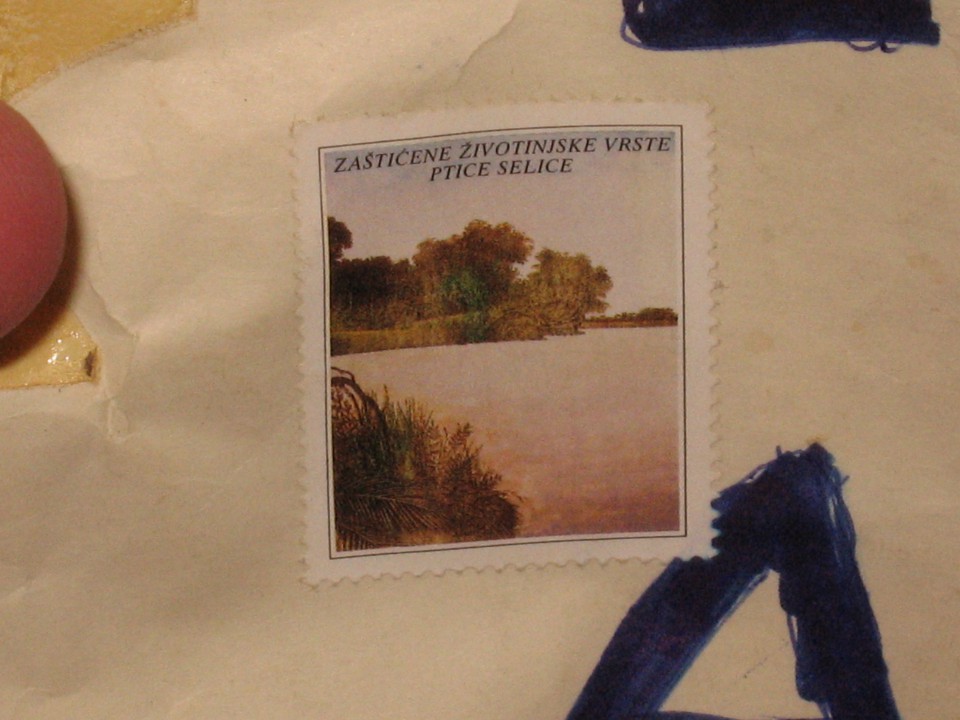 ZAŠTIĆENE ŽIVOTINJSKE VRSTE
PTICE SELICE
A